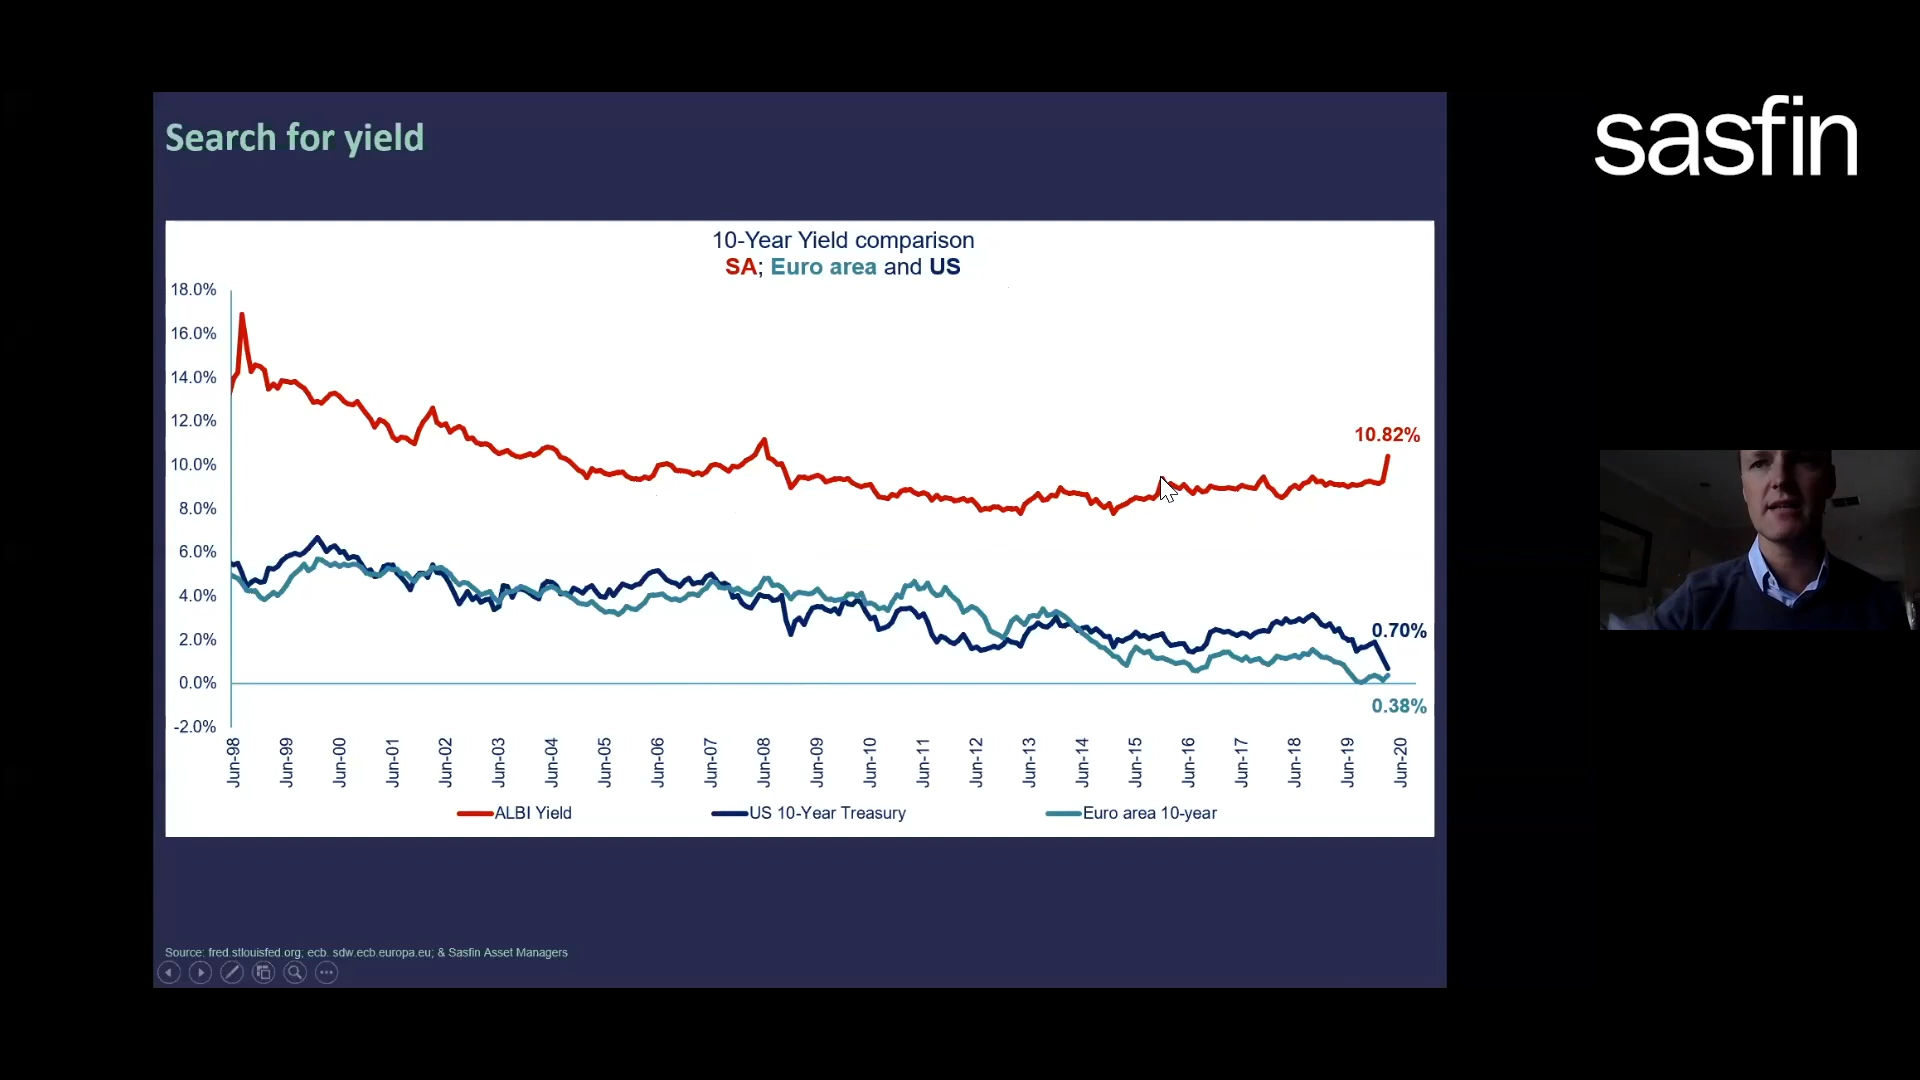 Search for yield
sasfin
10-Year Yield comparison
SA; Euro area and US
18.0%
16.0%
14.0%
12.0%
10.0%
8.0%
6.0%
4.0%
2.0%
0.0%
-2.0%
10.82%
0.70%
0.38%
Jun-98
Jun-99
Jun-00
Jun-01
Jun-02
Jun-03
Jun-04
Jun-05
Jun-06
Jun-07
Jun-08
Jun-09
Jun-10
Jun-11
Jun-12
Jun-13
Jun-14
Jun-15
Jun-16
Jun-17
Jun-18
Jun-19
Jun-20
ALBI Yield
US 10-Year Treasury
Euro area 10-year
Source: fred.stlouisfed.org; ecb. sdw.ecb.europa.eu; & Sasfin Asset Managers